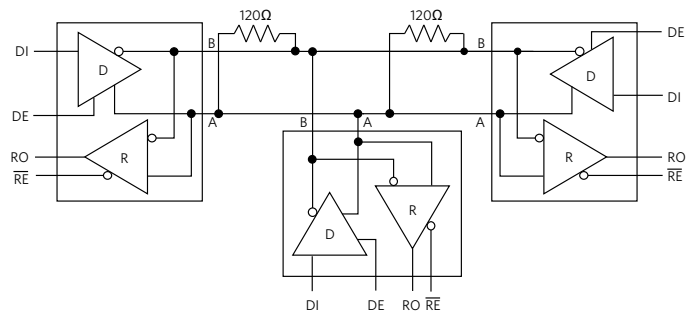 120Ω 120Ω
DI D B B D DE
DI
DE A B A A
RO R R RO
RE RE
D R
DI DE RO RE